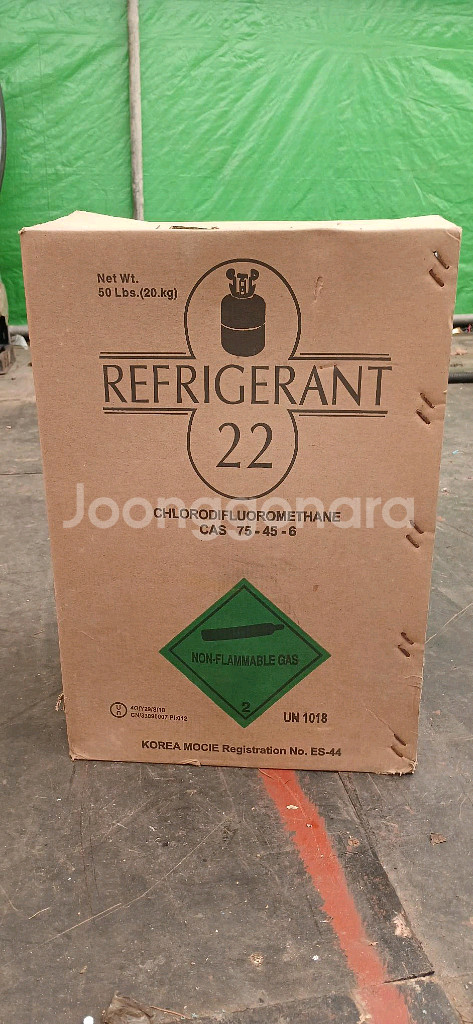 Net Wt.
50 Lbs.(20.kg)
REFRIGERANT
22
CHLORODIFLUOROMETHANE
CAS 75 - 45 - 6
Joonggonara
NON-FLAMMABLE GAS
2
UN 1018
KOREA MOCIE Registration No. ES-44